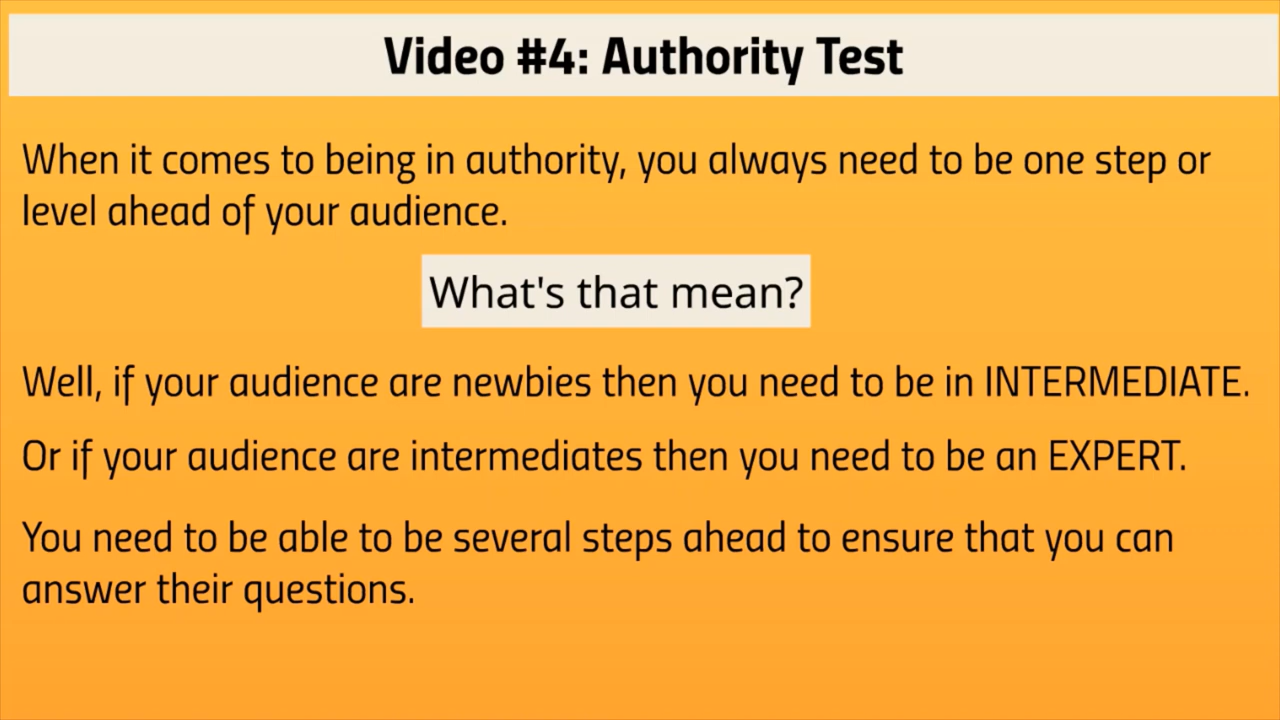 Video #4: Authority Test
When it comes to being in authority, you always need to be one step or
level ahead of your audience.
What's that mean?
Well, if your audience are newbies then you need to be in INTERMEDIATE.
Or if your audience are intermediates then you need to be an EXPERT.
You need to be able to be several steps ahead to ensure that you can
answer their questions.